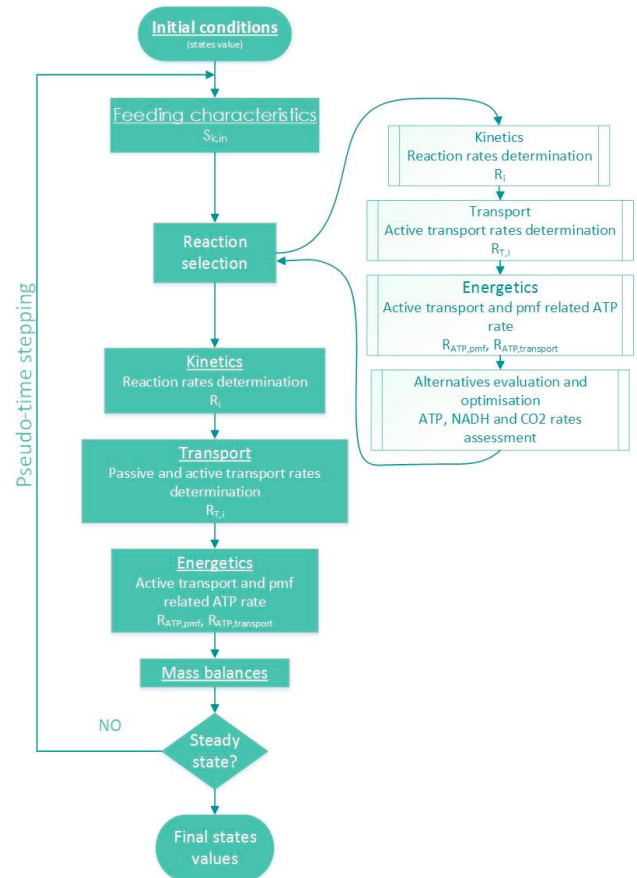 Initial conditions
(states value)
Feeding characteristics
Sk,in
Reaction
selection
Kinetics
Reaction rates determination
Ri
Transport
Passive and active transport rates
determination
RT,i
Energetics
Active transport and pmf
related ATP rate
RATP,pmf, RATP,transport
Mass balances
Steady
state?
NO
Final states
values
Pseudo-time stepping
Kinetics
Reaction rates determination
Ri
Transport
Active transport rates determination
RT,i
Energetics
Active transport and pmf related ATP
rate
RATP,pmf, RATP,transport
Alternatives evaluation and
optimisation
ATP, NADH and CO2 rates
assessment